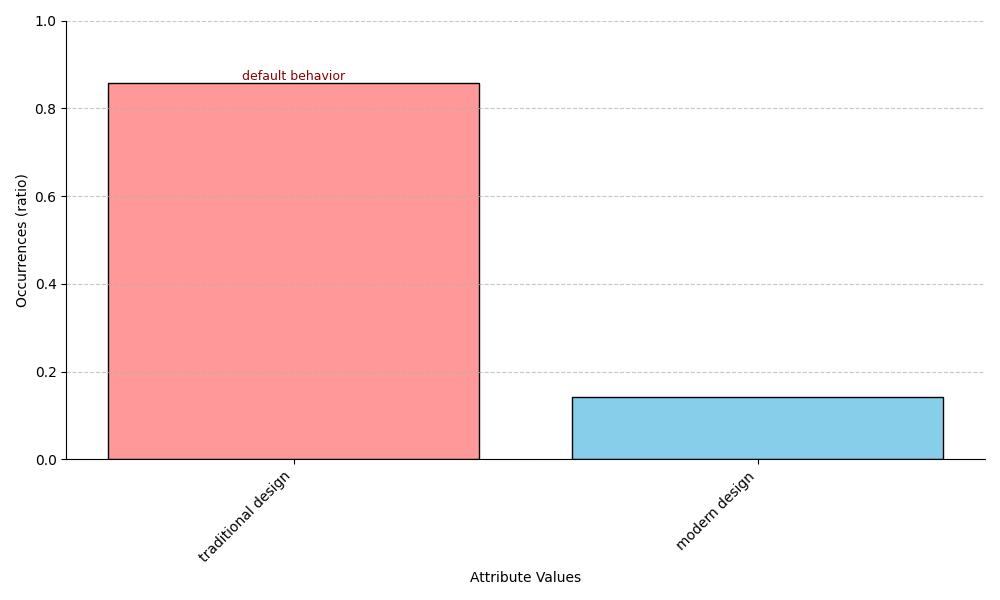 default behavior
1.0
0.8
0.6
0.4
0.2
0.0
Occurrences (ratio)
traditional design
modern design
Attribute Values